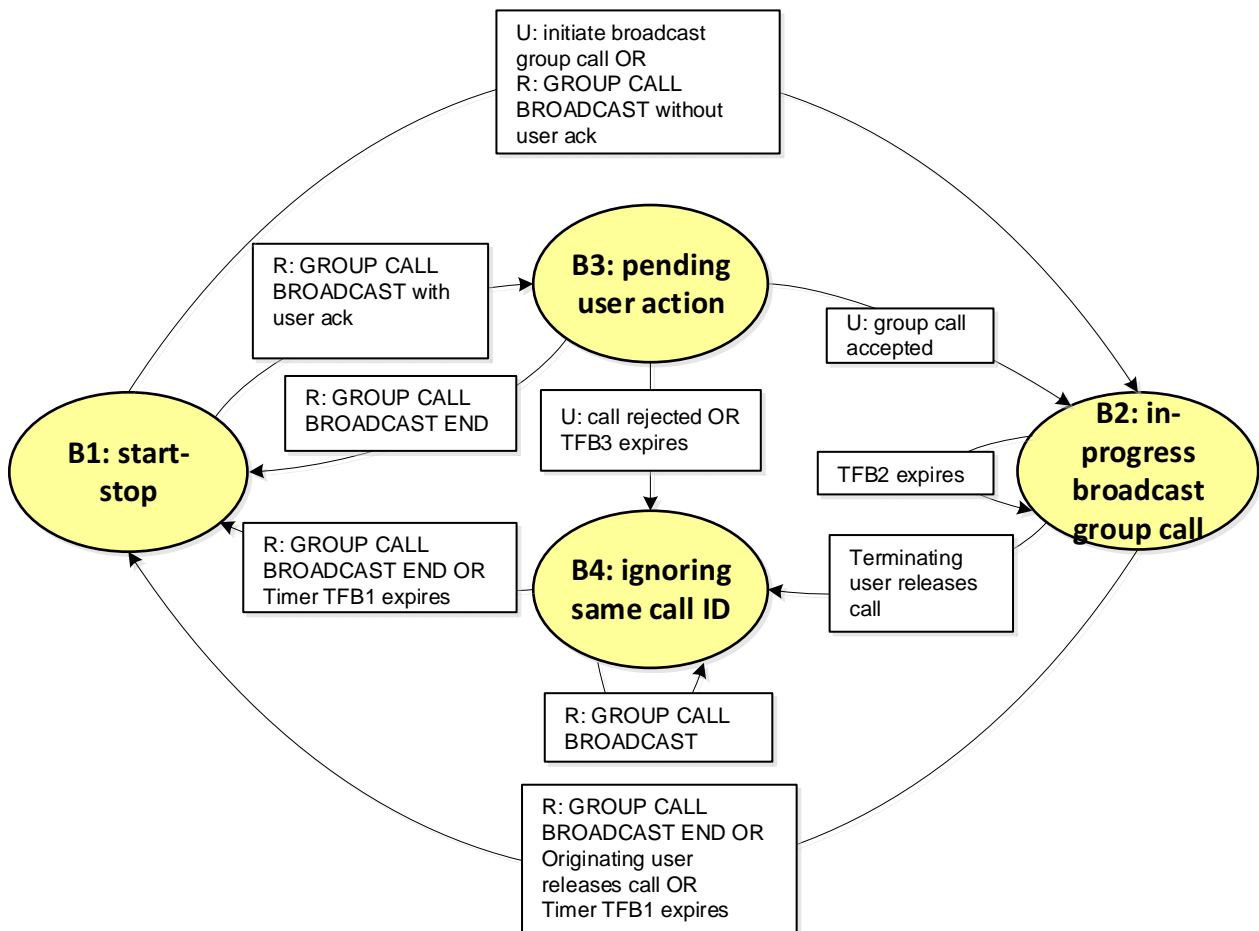 U: initiate broadcast
group call OR
R: GROUP CALL
BROADCAST without
user ack
R: GROUP CALL
BROADCAST with
user ack
B3: pending
user action
U: group call
accepted
R: GROUP CALL
BROADCAST END
U: call rejected OR
TFB3 expires
B1: start-
stop
B2: in-
progress
broadcast
group call
TFB2 expires
R: GROUP CALL
BROADCAST END OR
Timer TFB1 expires
B4: ignoring
same call ID
Terminating
user releases
call
R: GROUP CALL
BROADCAST
R: GROUP CALL
BROADCAST END OR
Originating user
releases call OR
Timer TFB1 expires